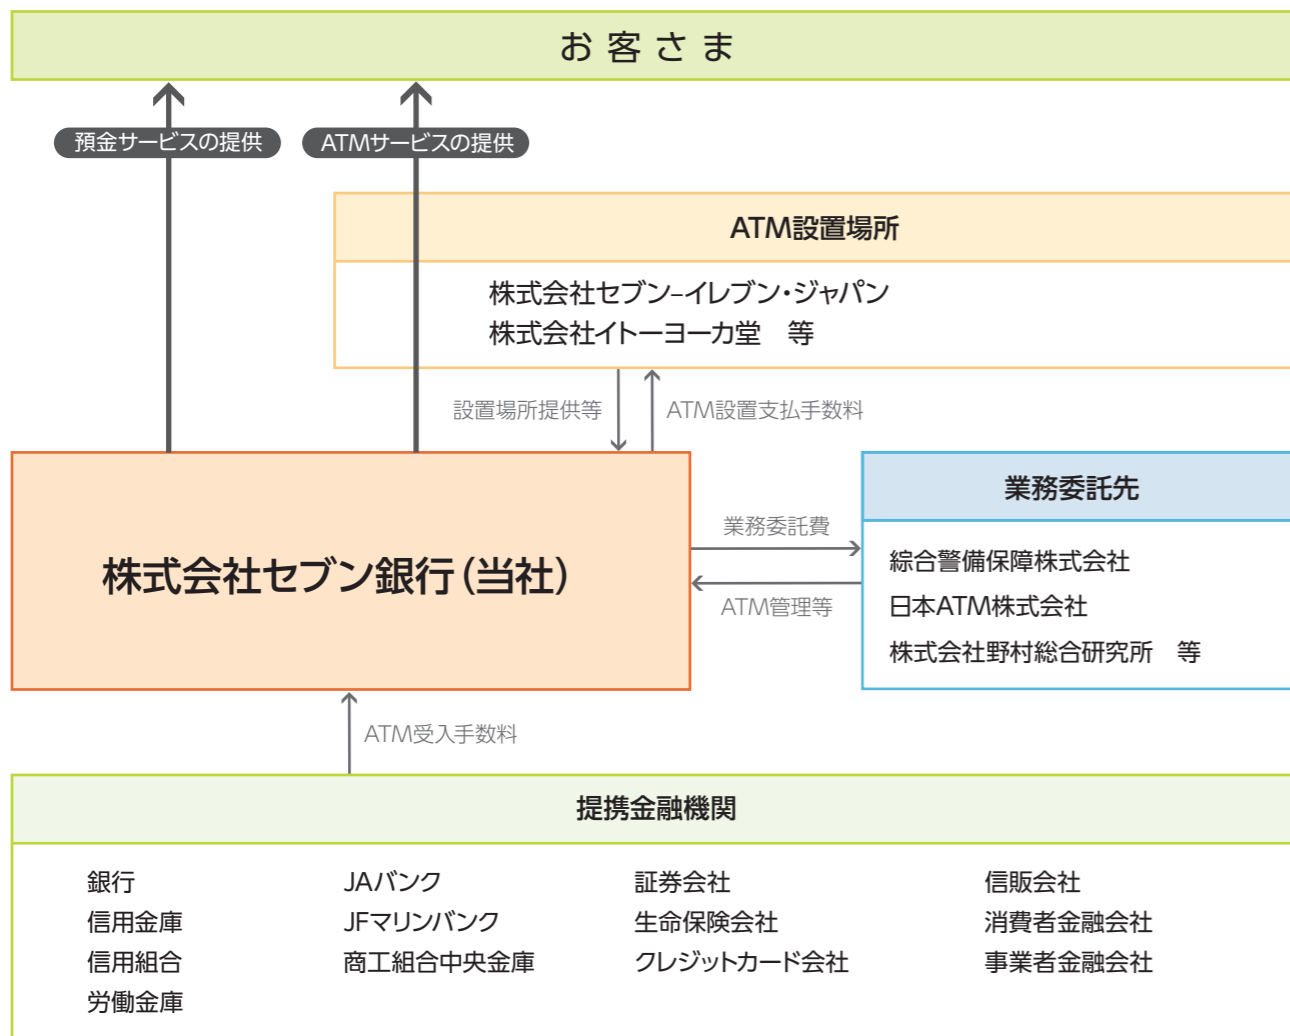 お客さま
預金サービスの提供
ATMサービスの提供
ATM設置場所
株式会社セブン-イレブン・ジャパン
株式会社イトーヨーカ堂　等
設置場所提供等
ATM設置支払手数料
株式会社セブン銀行(当社)
業務委託費
ATM管理等
業務委託先
綜合警備保障株式会社
日本ATM株式会社
株式会社野村総合研究所　等
ATM受入手数料
提携金融機関
銀行
信用金庫
信用組合
労働金庫
JAバンク
JFマリンバンク
商工組合中央金庫
証券会社
生命保険会社
クレジットカード会社
信販会社
消費者金融会社
事業者金融会社